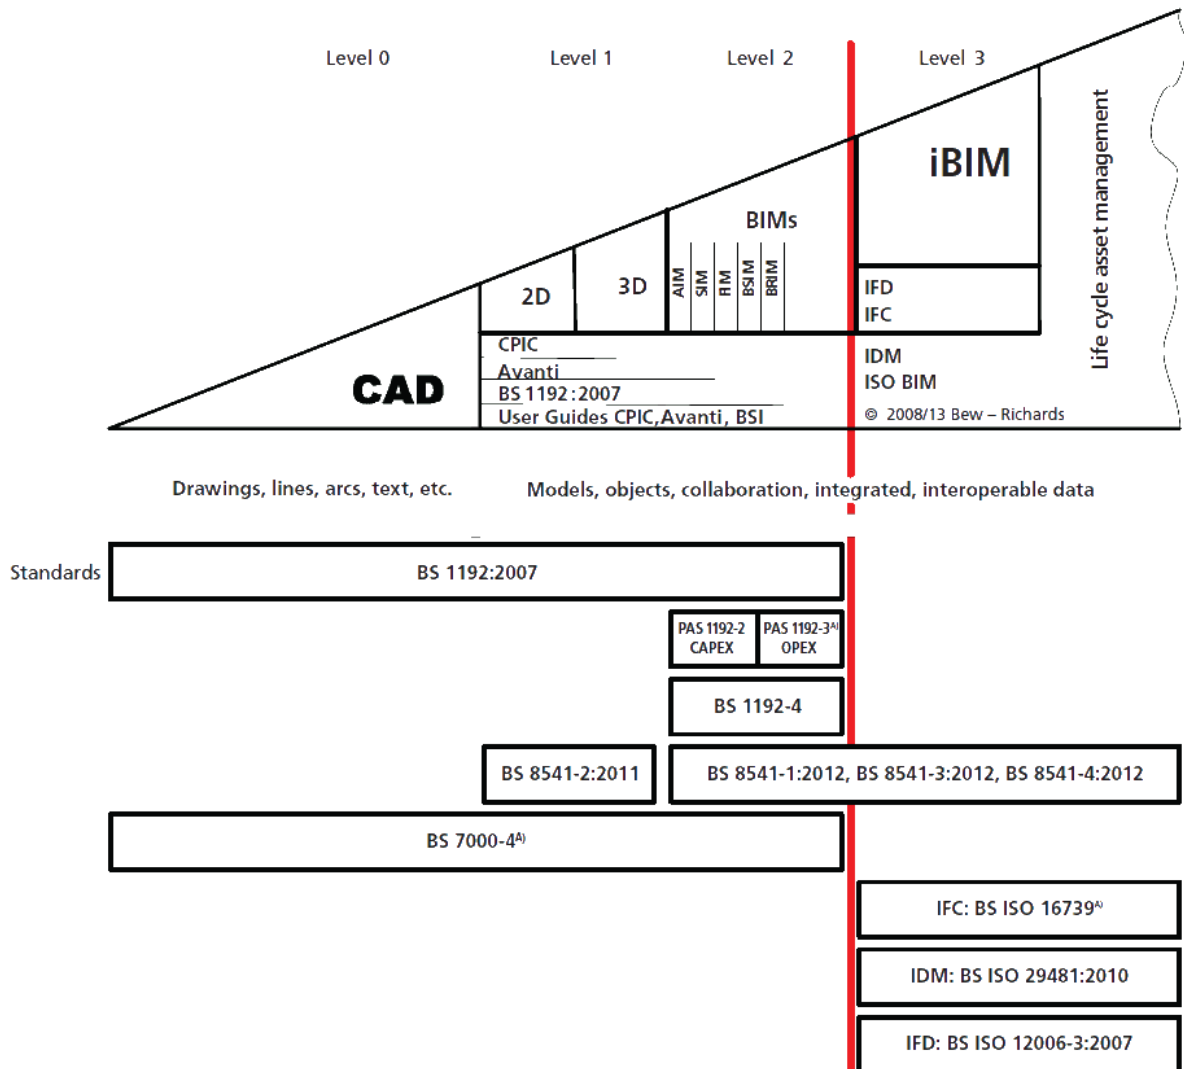 Level 0
Level 1
Level 2
Level 3
iBIM
BIMs
2D
3D
AIM
SIM
FIM
BSIM
BRIM
IFD
IFC
Life cycle asset management
CAD
CPIC
Avanti
BS 1192:2007
User Guides CPIC, Avanti, BSI
IDM
ISO BIM
© 2008/13 Bew – Richards
Drawings, lines, arcs, text, etc.
Models, objects, collaboration, integrated, interoperable data
Standards
BS 1192:2007
PAS 1192-2
CAPEX
PAS 1192-3A)
OPEX
BS 1192-4
BS 8541-2:2011
BS 8541-1:2012, BS 8541-3:2012, BS 8541-4:2012
BS 7000-4A)
IFC: BS ISO 16739A)
IDM: BS ISO 29481:2010
IFD: BS ISO 12006-3:2007